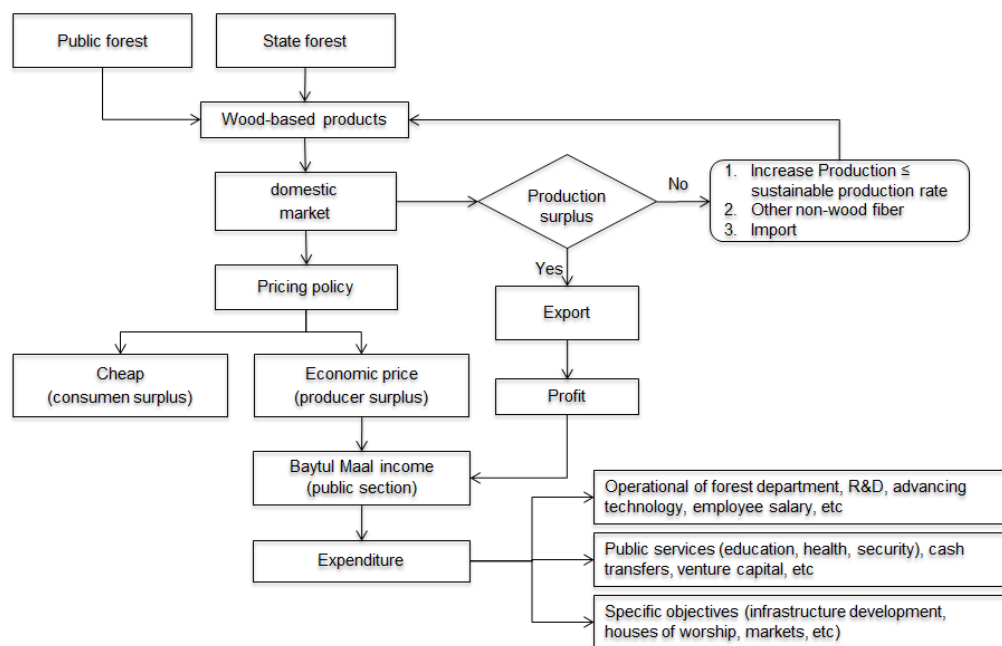 Public forest
State forest
Wood-based products
domestic
market
Production
surplus
No
1. Increase Production ≤
sustainable production rate
2. Other non-wood fiber
3. Import
Yes
Pricing policy
Export
Cheap
(consumen surplus)
Economic price
(producer surplus)
Profit
Baytul Maal income
(public section)
Expenditure
Operational of forest department, R&D, advancing
technology, employee salary, etc
Public services (education, health, security), cash
transfers, venture capital, etc
Specific objectives (infrastructure development,
houses of worship, markets, etc)